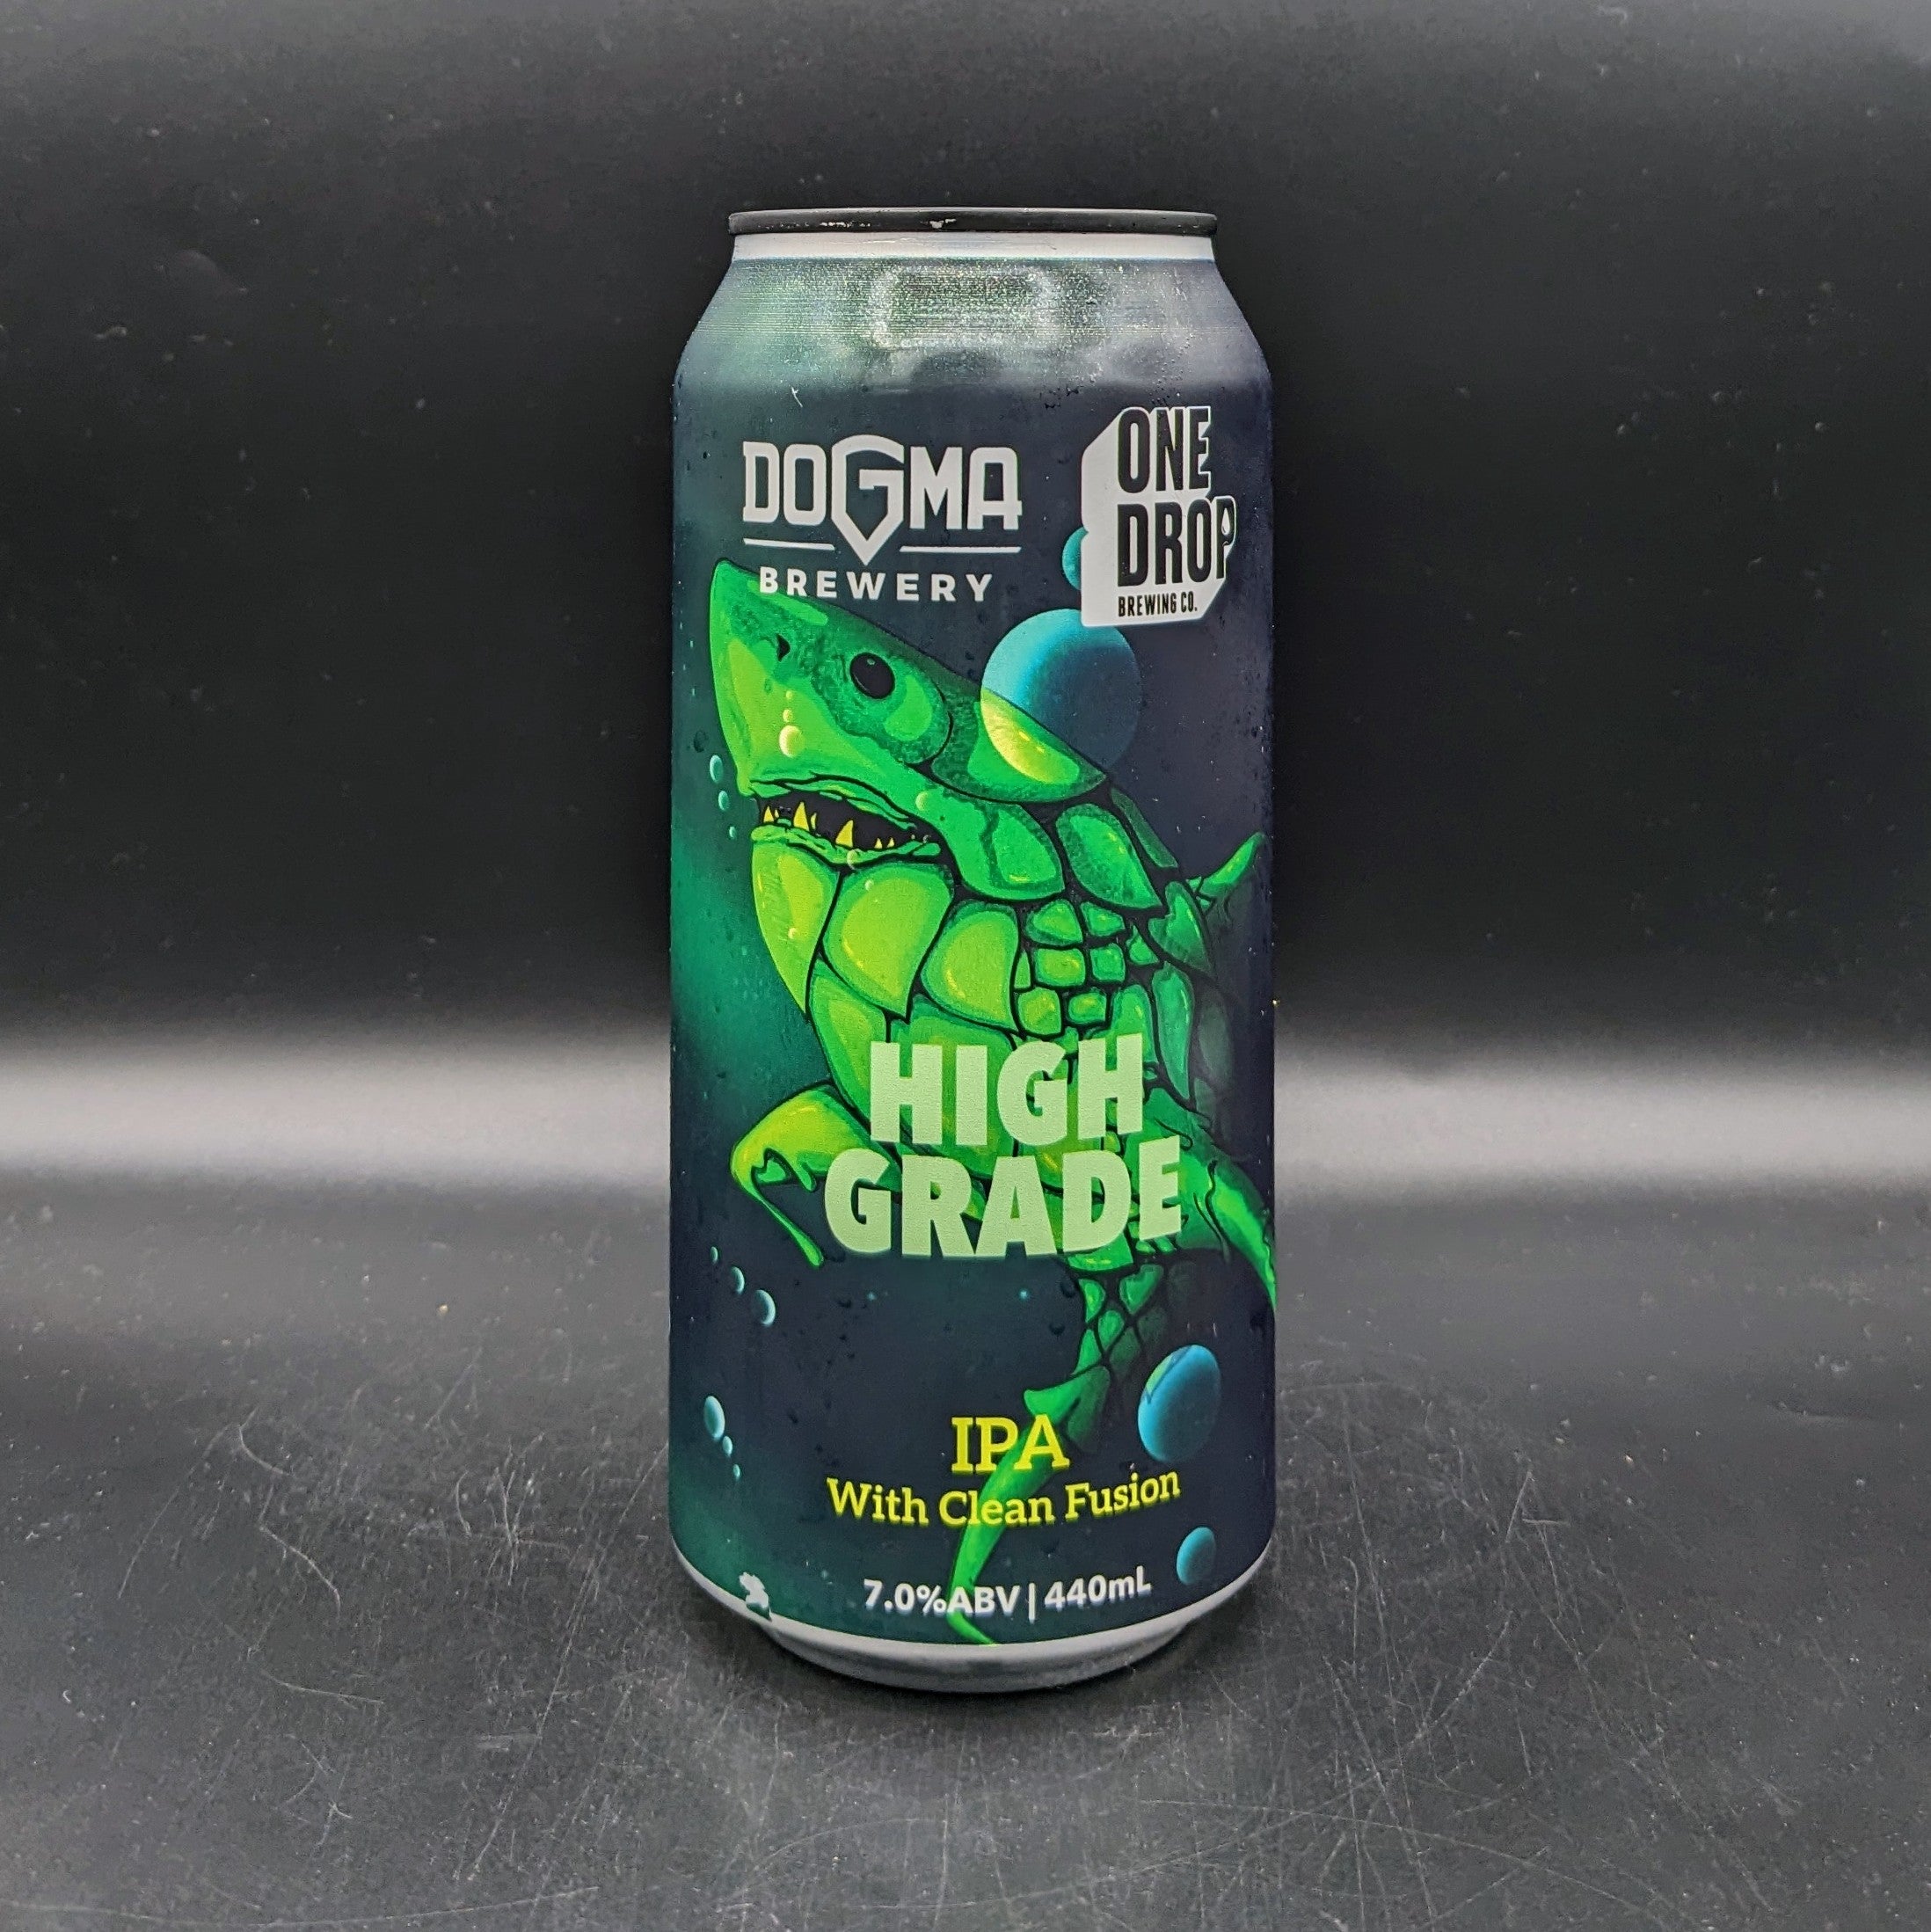 DOGMA
BREWERY
ONE
DROP
BREWING CO.
HIGH
GRADE
IPA
With Clean Fusion
7.0%ABV | 440mL